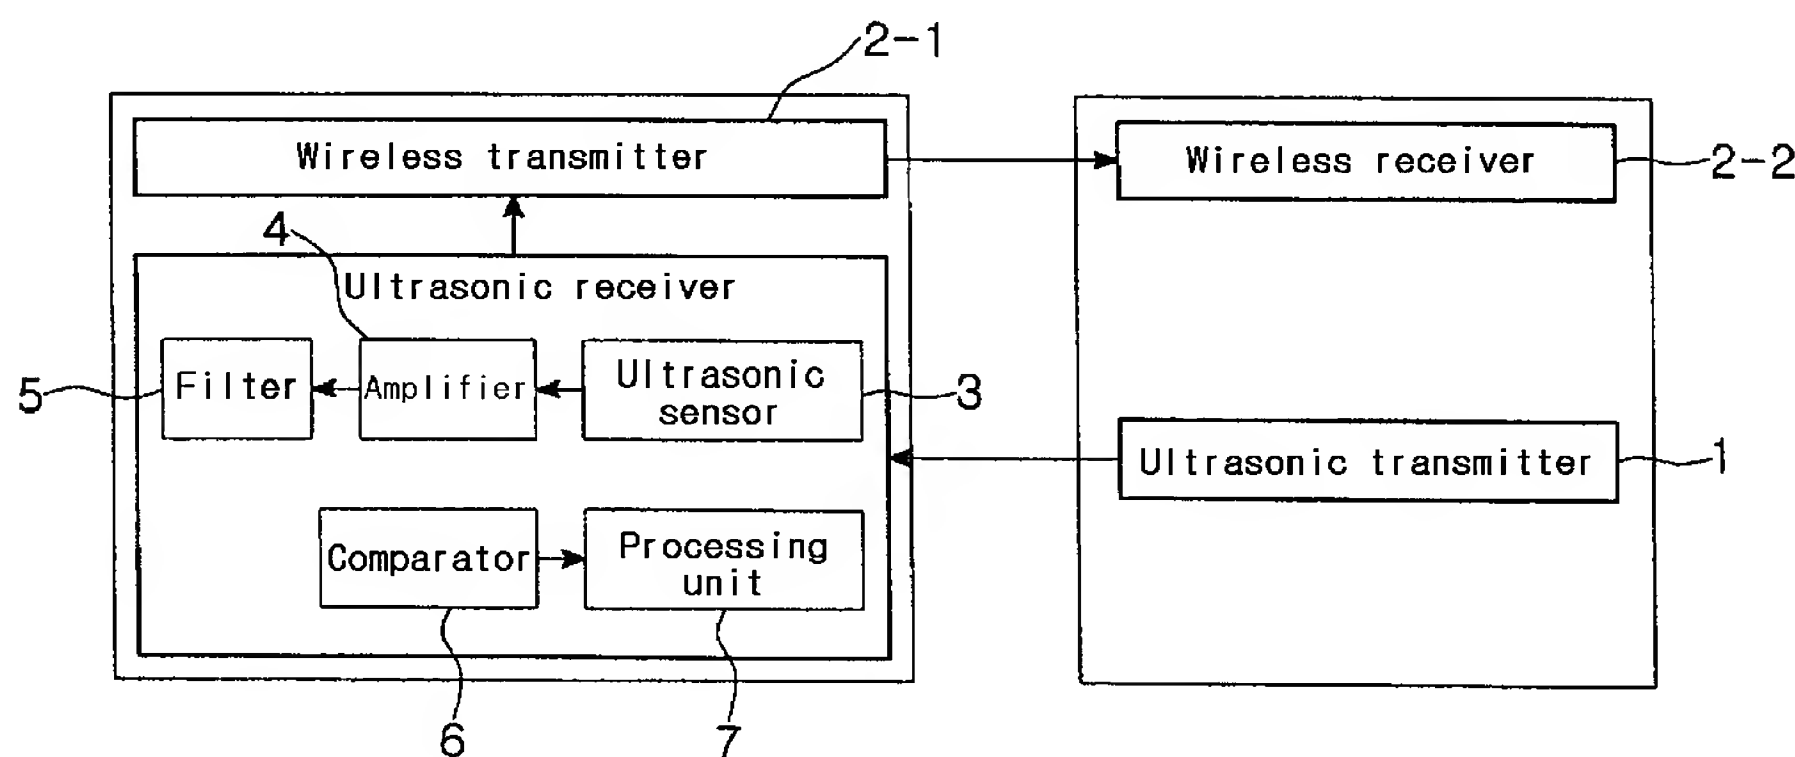 2-1
Wireless transmitter
Wireless receiver
2-2
4
Ultrasonic receiver
5
Filter
Amplifier
Ultrasonic
sensor
3
Ultrasonic transmitter
1
Comparator
Processing
unit
6
7